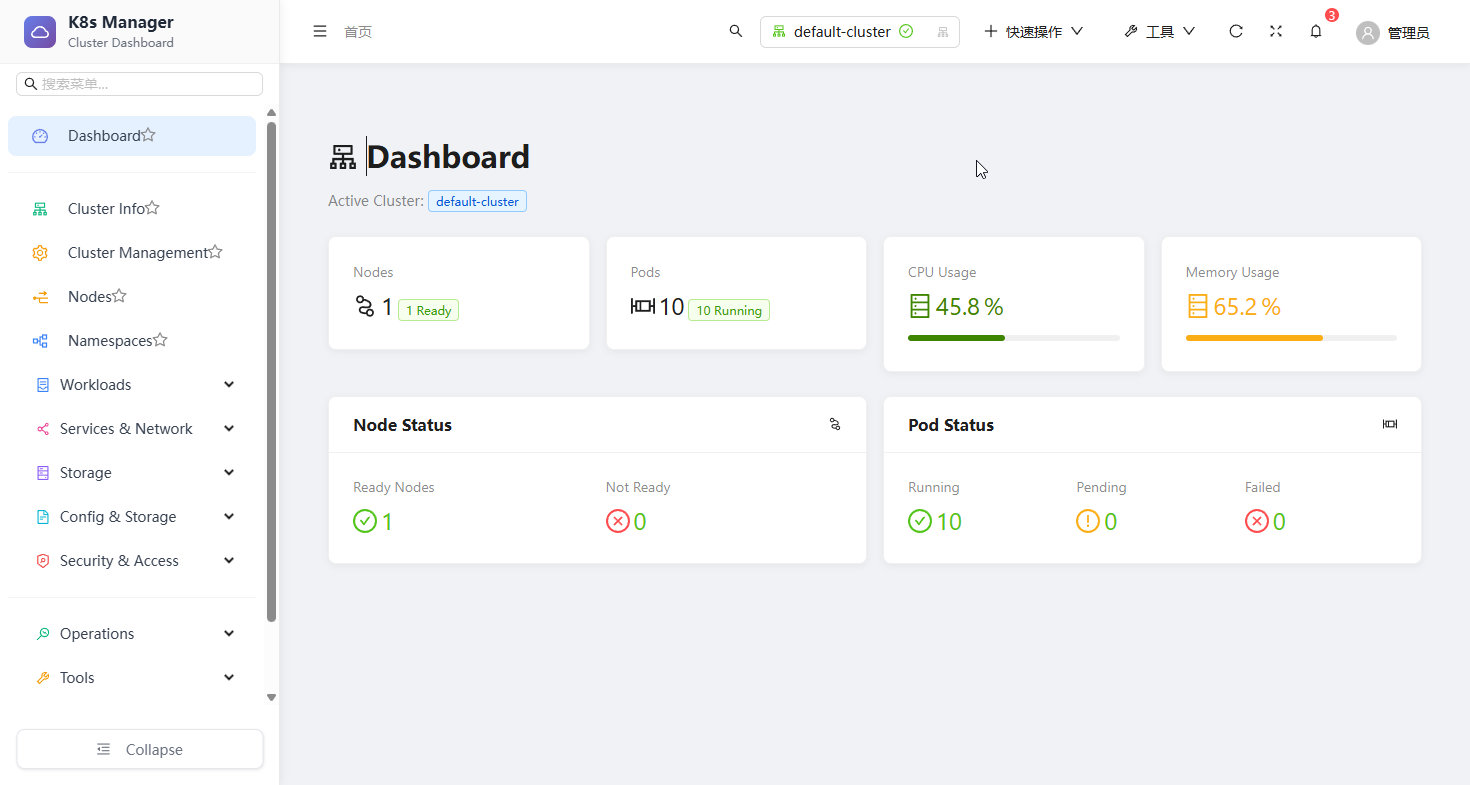 K8s Manager
Cluster Dashboard
搜索菜单...
Dashboard
Cluster Info
Cluster Management
Nodes
Namespaces
Workloads
Services & Network
Storage
Config & Storage
Security & Access
Operations
Tools
Collapse
首页
default-cluster
快速操作
工具
3
管理员
Dashboard
Active Cluster: default-cluster
Nodes
1 1 Ready
Pods
10 10 Running
CPU Usage
45.8 %
Memory Usage
65.2 %
Node Status
Ready Nodes
1
Not Ready
0
Pod Status
Running
10
Pending
0
Failed
0